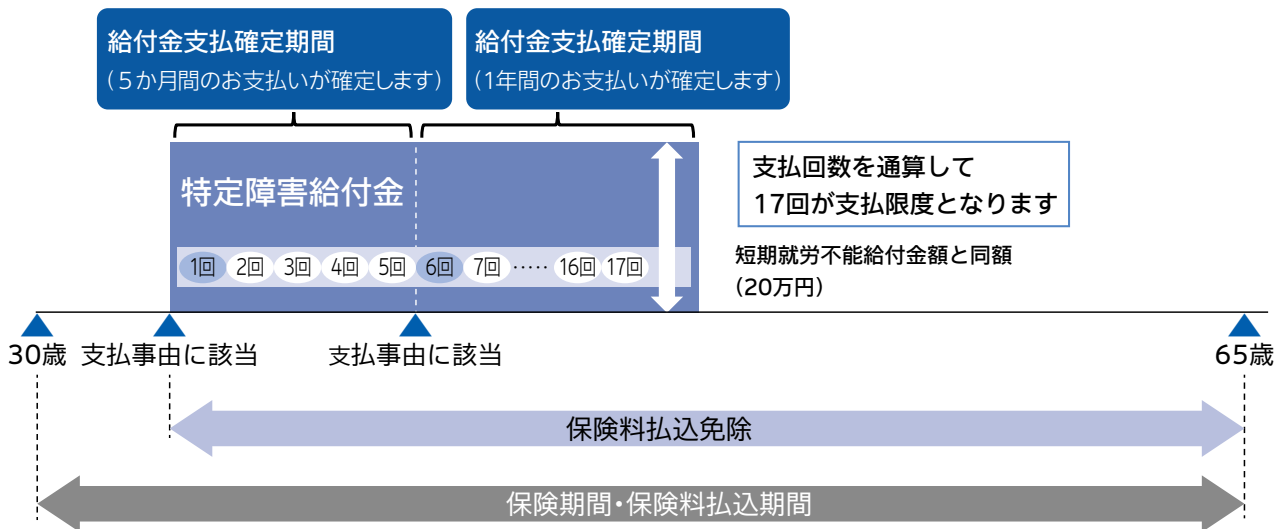 給付金支払確定期間
(5か月間のお支払いが確定します)
給付金支払確定期間
(1年間のお支払いが確定します)
特定障害給付金
1回 2回 3回 4回 5回 6回 7回 ‥‥‥ 16回 17回
支払回数を通算して
17回が支払限度となります
短期就労不能給付金額と同額
(20万円)
30歳 支払事由に該当 支払事由に該当 65歳
保険料払込免除
保険期間・保険料払込期間